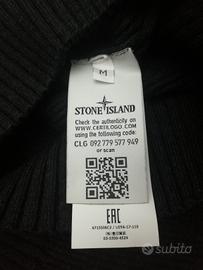 M
STONE ISLAND
Check the authenticity on
WWW.CERTILOGO.COM
using the following code:
CLG 092 779 577 949
or scan
EAC
subito